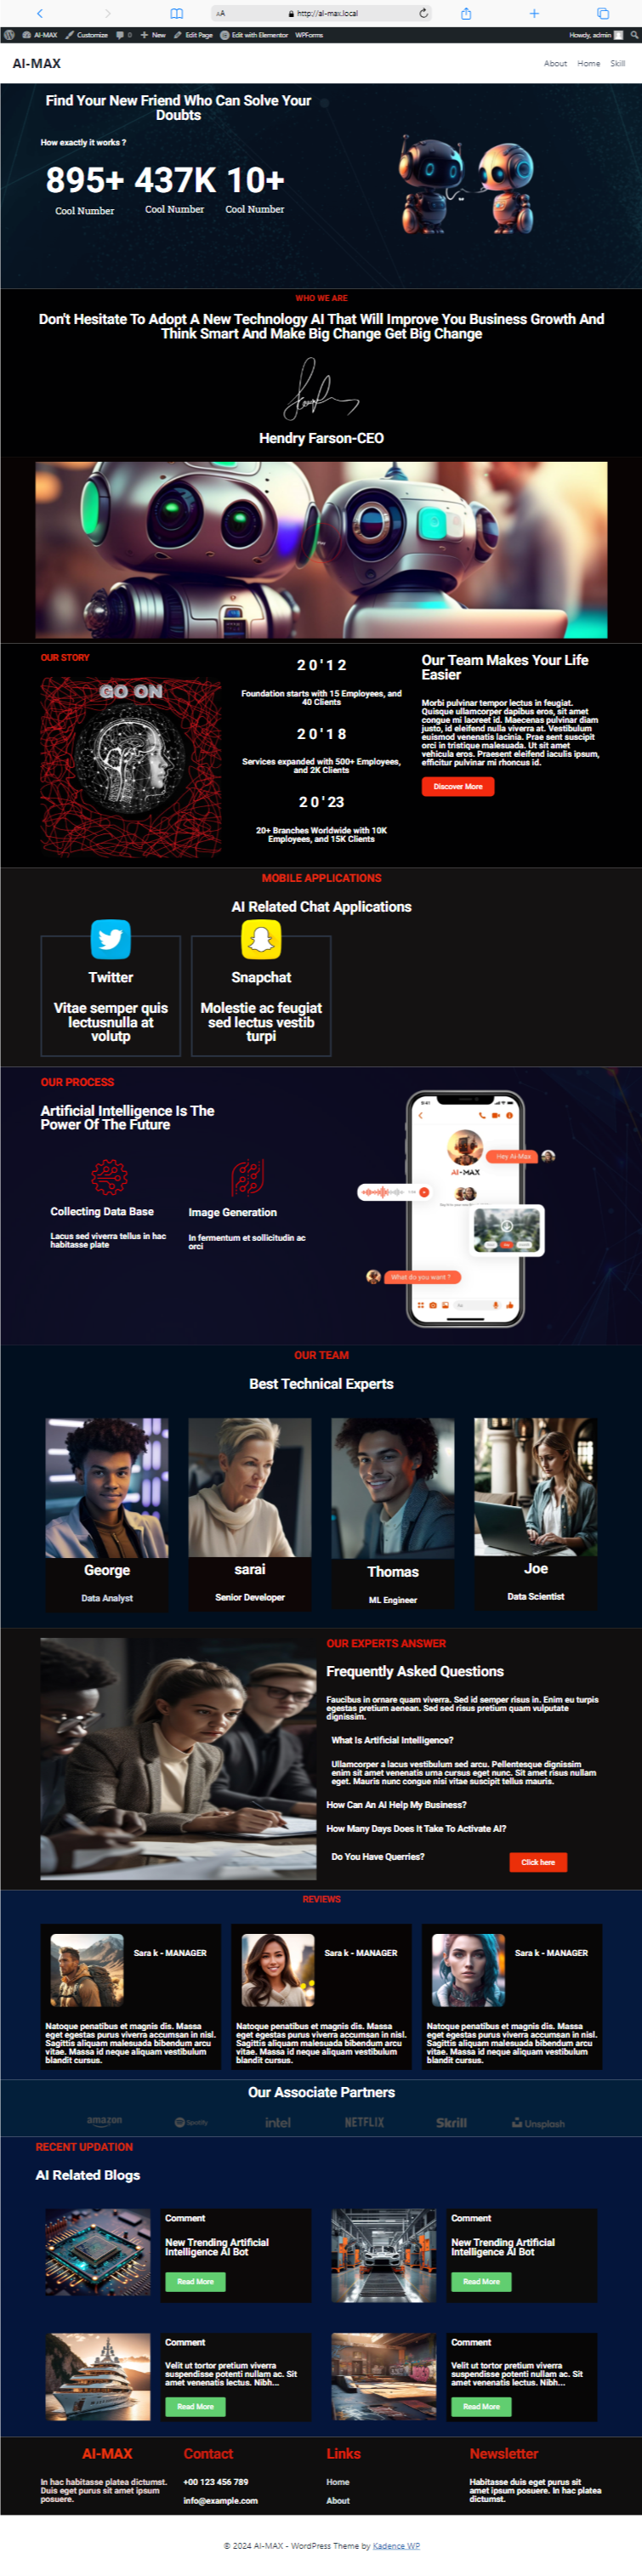 AA http://ai-max.local
AI-MAX Customize 0 New Edit Page Edit with Elementor WPForms Howdy, admin
AI-MAX About Home Skill
Find Your New Friend Who Can Solve Your
Doubts
How exactly it works ?
895+ 437K 10+
Cool Number Cool Number Cool Number
WHO WE ARE
Don't Hesitate To Adopt A New Technology AI That Will Improve You Business Growth And
Think Smart And Make Big Change Get Big Change
Hendry Farson-CEO
OUR STORY
GO ON
2 0 ' 1 2
Foundation starts with 15 Employees, and
40 Clients
2 0 ' 1 8
Services expanded with 500+ Employees,
and 2K Clients
2 0 ' 23
20+ Branches Worldwide with 10K
Employees, and 15K Clients
Our Team Makes Your Life
Easier
Morbi pulvinar tempor lectus in feugiat.
Quisque ullamcorper dapibus eros, sit amet
congue mi laoreet id. Maecenas pulvinar diam
justo, id eleifend nulla viverra at. Vestibulum
euismod venenatis lacinia. Prae sent suscipit
orci in tristique malesuada. Ut sit amet
vehicula eros. Praesent eleifend iaculis ipsum,
efficitur pulvinar mi rhoncus id.
Discover More
MOBILE APPLICATIONS
AI Related Chat Applications
Twitter
Vitae semper quis
lectusnulla at
volutp
Snapchat
Molestie ac feugiat
sed lectus vestib
turpi
OUR PROCESS
Artificial Intelligence Is The
Power Of The Future
Collecting Data Base
Lacus sed viverra tellus in hac
habitasse plate
Image Generation
In fermentum et sollicitudin ac
orci
9:41
Hey Ai Max
AI-MAX
What do you want ?
OUR TEAM
Best Technical Experts
George
Data Analyst
sarai
Senior Developer
Thomas
ML Engineer
Joe
Data Scientist
OUR EXPERTS ANSWER
Frequently Asked Questions
Faucibus in ornare quam viverra. Sed id semper risus in. Enim eu turpis
egestas pretium aenean. Sed sed risus pretium quam vulputate
dignissim.
What Is Artificial Intelligence?
Ullamcorper a lacus vestibulum sed arcu. Pellentesque dignissim
enim sit amet venenatis urna cursus eget nunc. Sit amet risus nullam
eget. Mauris nunc congue nisi vitae suscipit tellus mauris.
How Can An AI Help My Business?
How Many Days Does It Take To Activate AI?
Do You Have Querries?
Click here
REVIEWS
Sara k - MANAGER
Natoque penatibus et magnis dis. Massa
eget egestas purus viverra accumsan in nisl.
Sagittis aliquam malesuada bibendum arcu
vitae. Massa id neque aliquam vestibulum
blandit cursus.
Sara k - MANAGER
Natoque penatibus et magnis dis. Massa
eget egestas purus viverra accumsan in nisl.
Sagittis aliquam malesuada bibendum arcu
vitae. Massa id neque aliquam vestibulum
blandit cursus.
Sara k - MANAGER
Natoque penatibus et magnis dis. Massa
eget egestas purus viverra accumsan in nisl.
Sagittis aliquam malesuada bibendum arcu
vitae. Massa id neque aliquam vestibulum
blandit cursus.
Our Associate Partners
amazon Spotify intel NETFLIX Skrill Unsplash
RECENT UPDATION
AI Related Blogs
Comment
New Trending Artificial
Intelligence AI Bot
Read More
Comment
New Trending Artificial
Intelligence AI Bot
Read More
Comment
Velit ut tortor pretium viverra
suspendisse potenti nullam ac. Sit
amet venenatis lectus. Nibh...
Read More
Comment
Velit ut tortor pretium viverra
suspendisse potenti nullam ac. Sit
amet venenatis lectus. Nibh...
Read More
AI-MAX
In hac habitasse platea dictumst.
Duis eget purus sit amet ipsum
posuere.
Contact
+00 123 456 789
info@example.com
Links
Home
About
Newsletter
Habitasse duis eget purus sit
amet ipsum posuere. In hac platea
dictumst.
© 2024 AI-MAX - WordPress Theme by Kadence WP